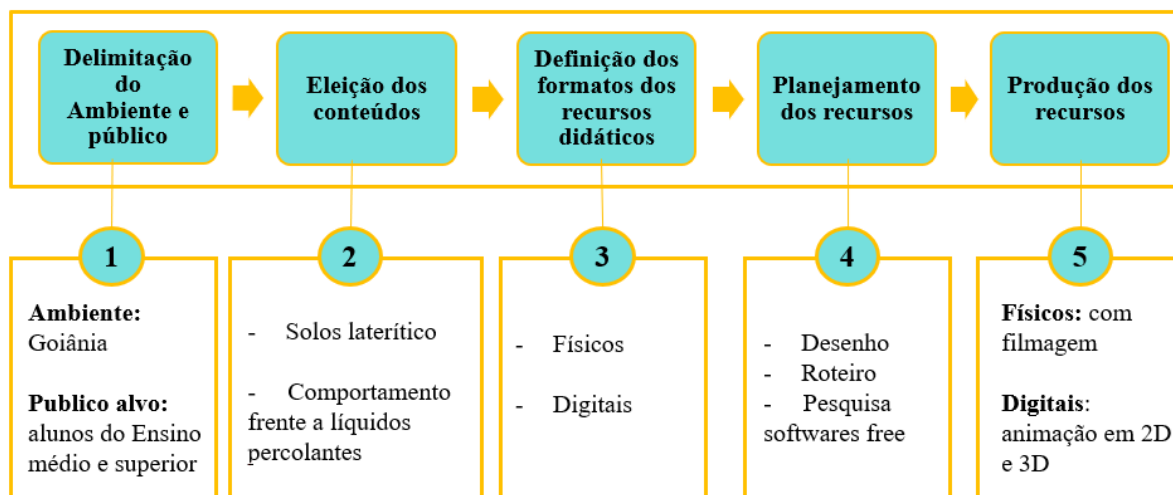 Delimitação
do
Ambiente e
público
Eleição dos
conteúdos
Definição dos
formatos dos
recursos
didáticos
Planejamento
dos recursos
Produção dos
recursos
1
Ambiente:
Goiânia
Publico alvo:
alunos do Ensino
médio e superior
2
- Solos laterítico
- Comportamento
frente a líquidos
percolantes
3
- Físicos
- Digitais
4
- Desenho
- Roteiro
- Pesquisa
softwares free
5
Físicos: com
filmagem
Digitais:
animação em 2D
e 3D